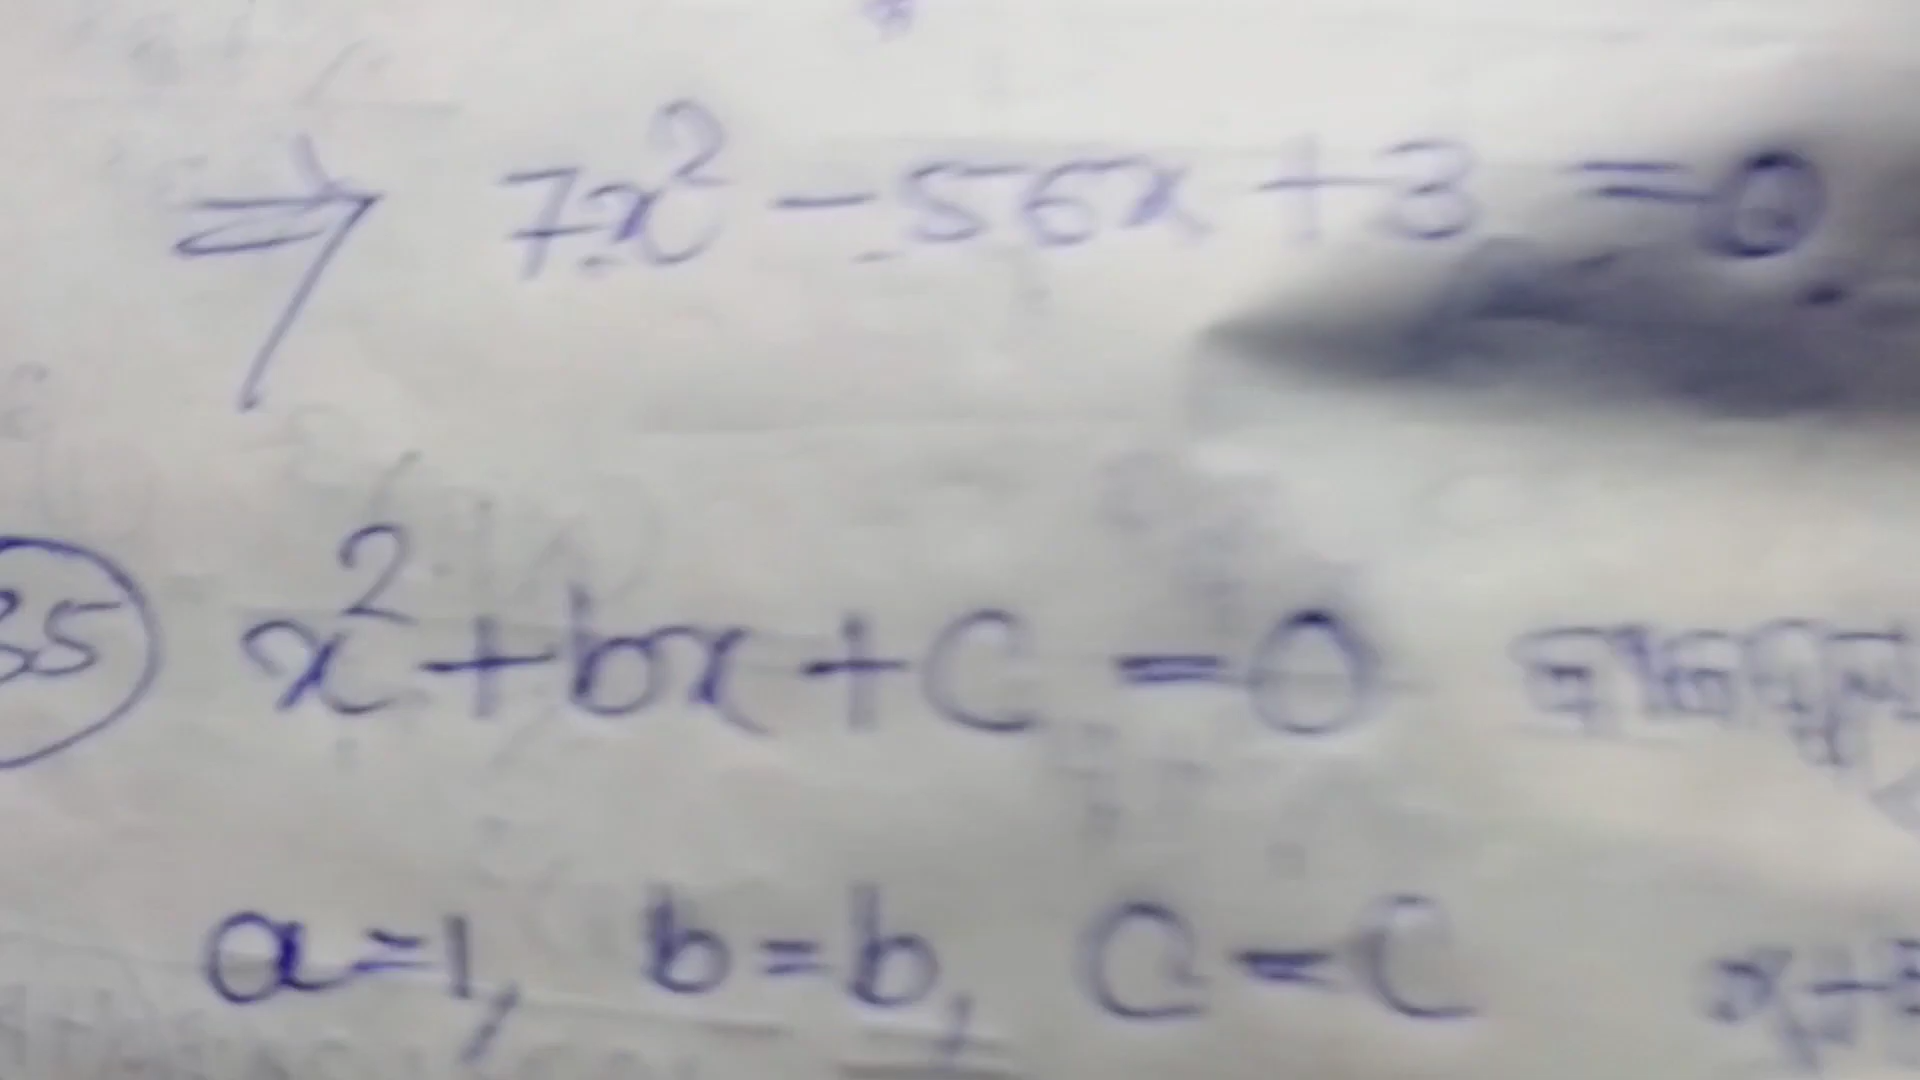 ⇒ 7x² - 56x + 3 = 0
35 x² + bx + C = 0
a=1, b=b, C=C